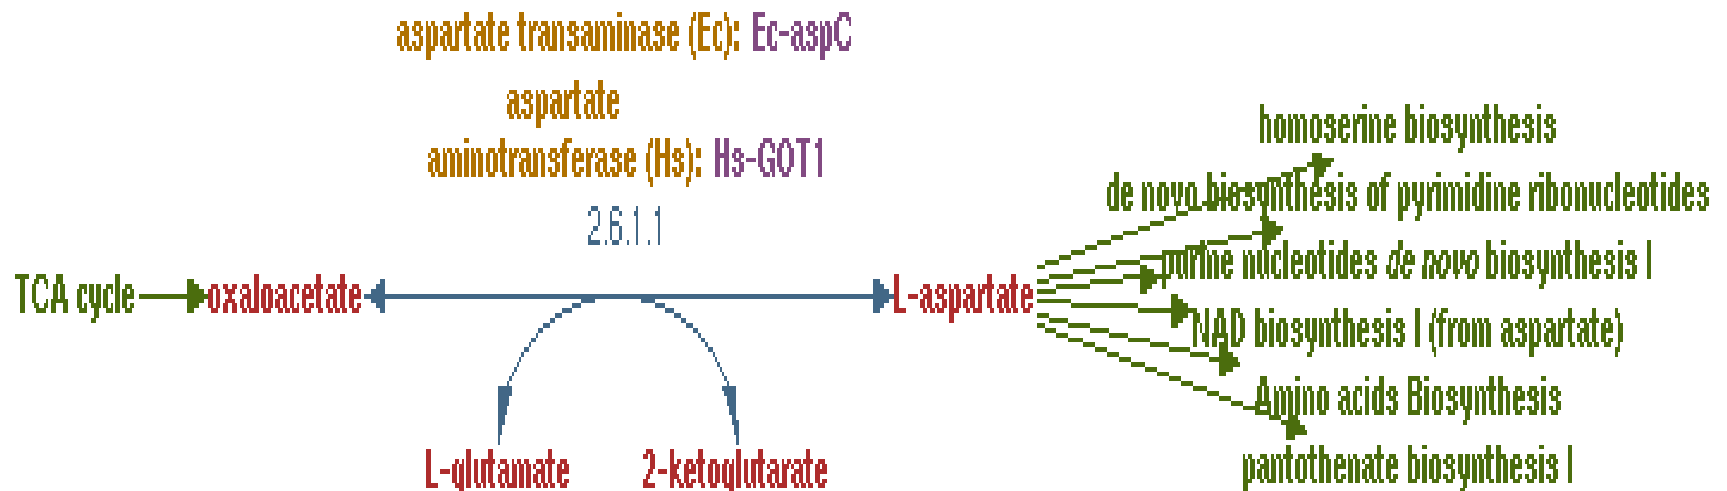 aspartate transaminase (Ec): Ec-aspC
aspartate
aminotransferase (Hs): Hs-GOT1
2.6.1.1
TCA cycle
oxaloacetate
L-aspartate
homoserine biosynthesis
de novo biosynthesis of pyrimidine ribonucleotides
purine nucleotides de novo biosynthesis I
NAD biosynthesis I (from aspartate)
Amino acids Biosynthesis
pantothenate biosynthesis I
L-glutamate
2-ketoglutarate